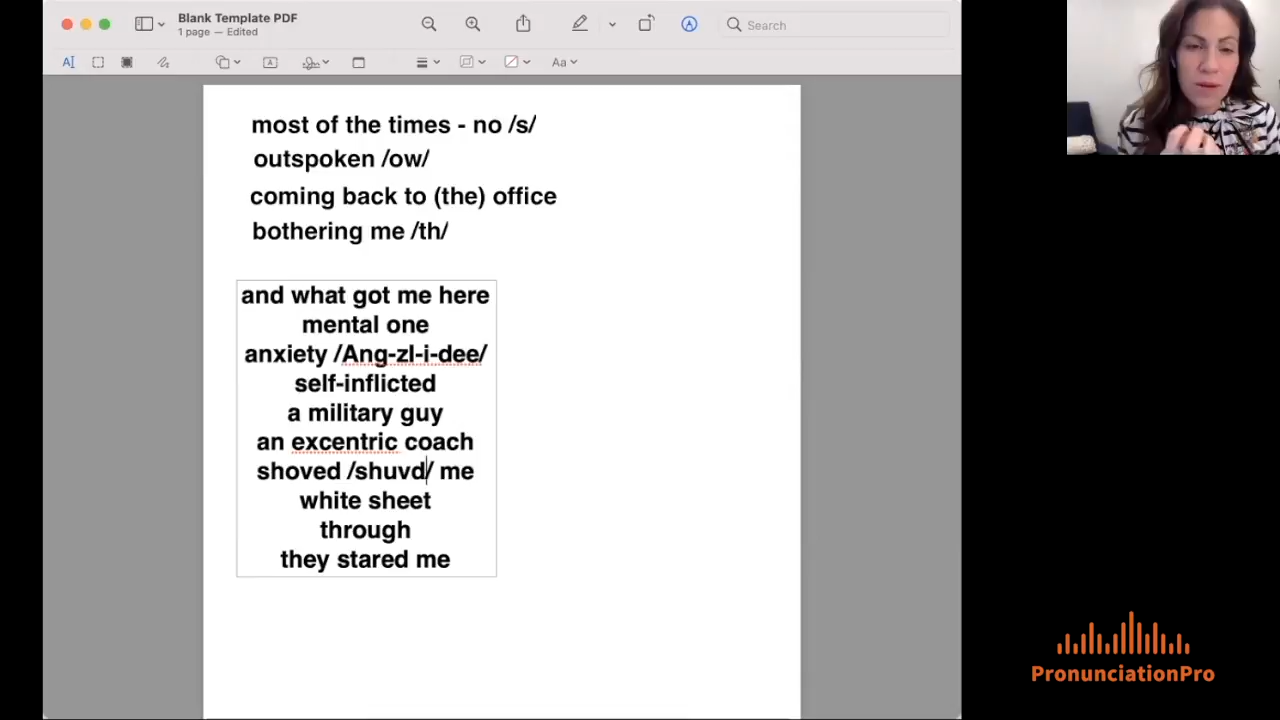 Blank Template PDF
1 page — Edited
Search
Aa
most of the times - no /s/
outspoken /ow/
coming back to (the) office
bothering me /th/
and what got me here
mental one
anxiety /Ang-zI-i-dee/
self-inflicted
a military guy
an excentric coach
shoved /shuvd/ me
white sheet
through
they stared me
PronunciationPro